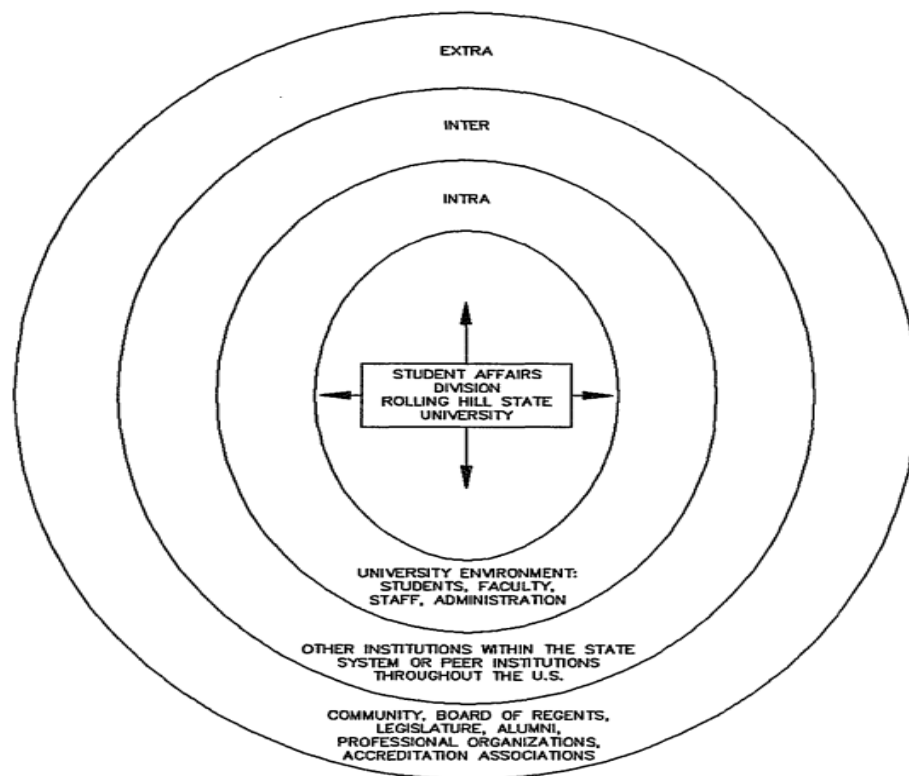 EXTRA
INTER
INTRA
STUDENT AFFAIRS
DIVISION
ROLLING HILL STATE
UNIVERSITY
UNIVERSITY ENVIRONMENT:
STUDENTS, FACULTY,
STAFF, ADMINISTRATION
OTHER INSTITUTIONS WITHIN THE STATE
SYSTEM OR PEER INSTITUTIONS
THROUGHOUT THE U.S.
COMMUNITY, BOARD OF REGENTS,
LEGISLATURE, ALUMNI,
PROFESSIONAL ORGANIZATIONS,
ACCREDITATION ASSOCIATIONS